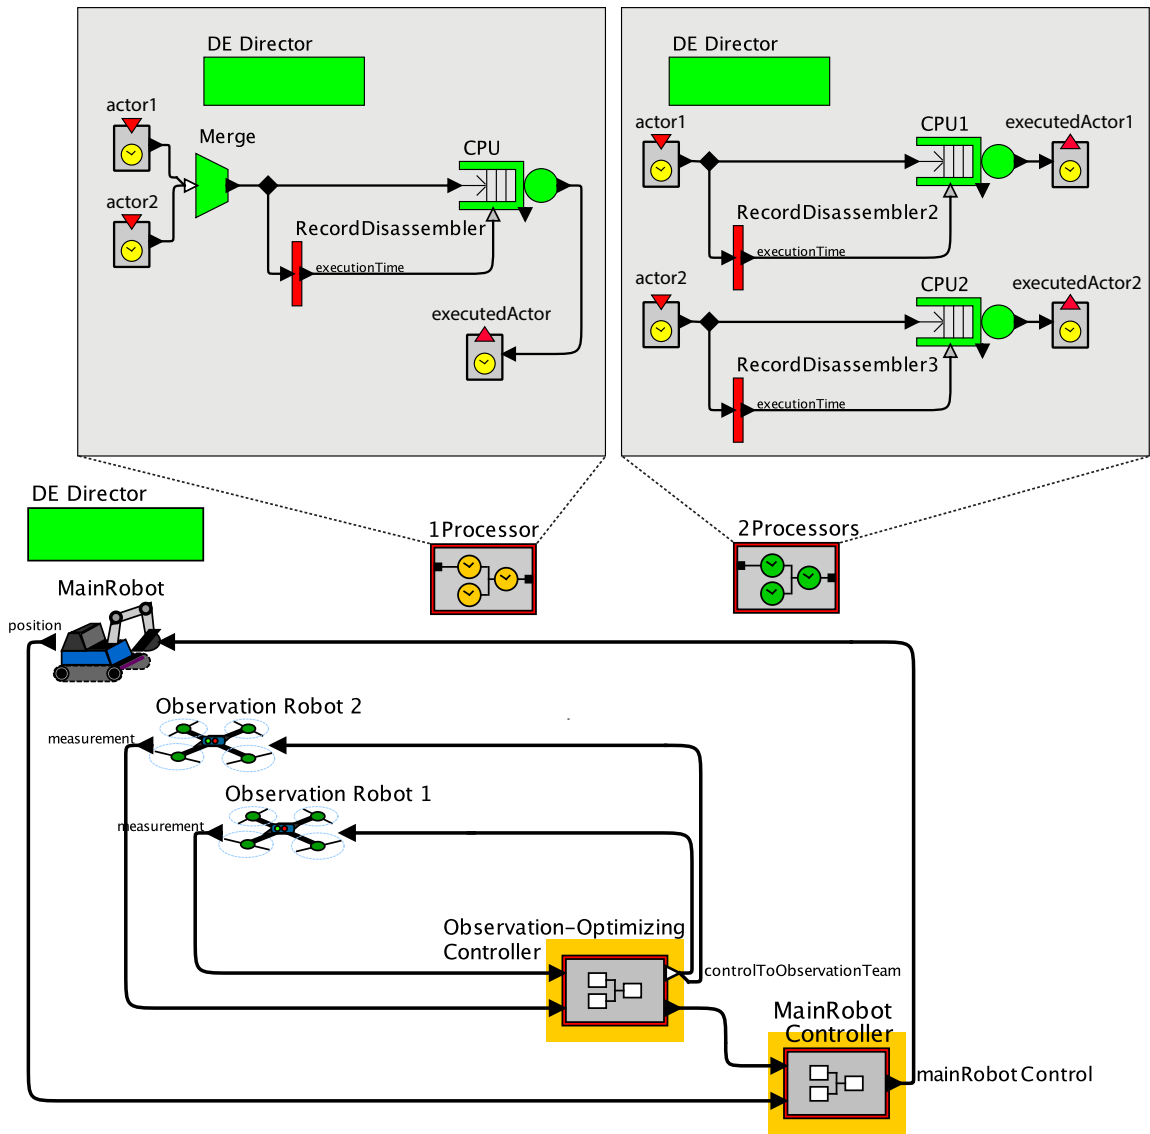 DE Director
actor1
Merge
CPU
actor2
RecordDisassembler
executionTime
executedActor
DE Director
actor1
CPU1
executedActor1
RecordDisassembler2
executionTime
actor2
CPU2
executedActor2
RecordDisassembler3
executionTime
DE Director
1Processor
2Processors
MainRobot
position
Observation Robot 2
measurement
Observation Robot 1
measurement
Observation-Optimizing
Controller
controlToObservationTeam
MainRobot
Controller
mainRobotControl